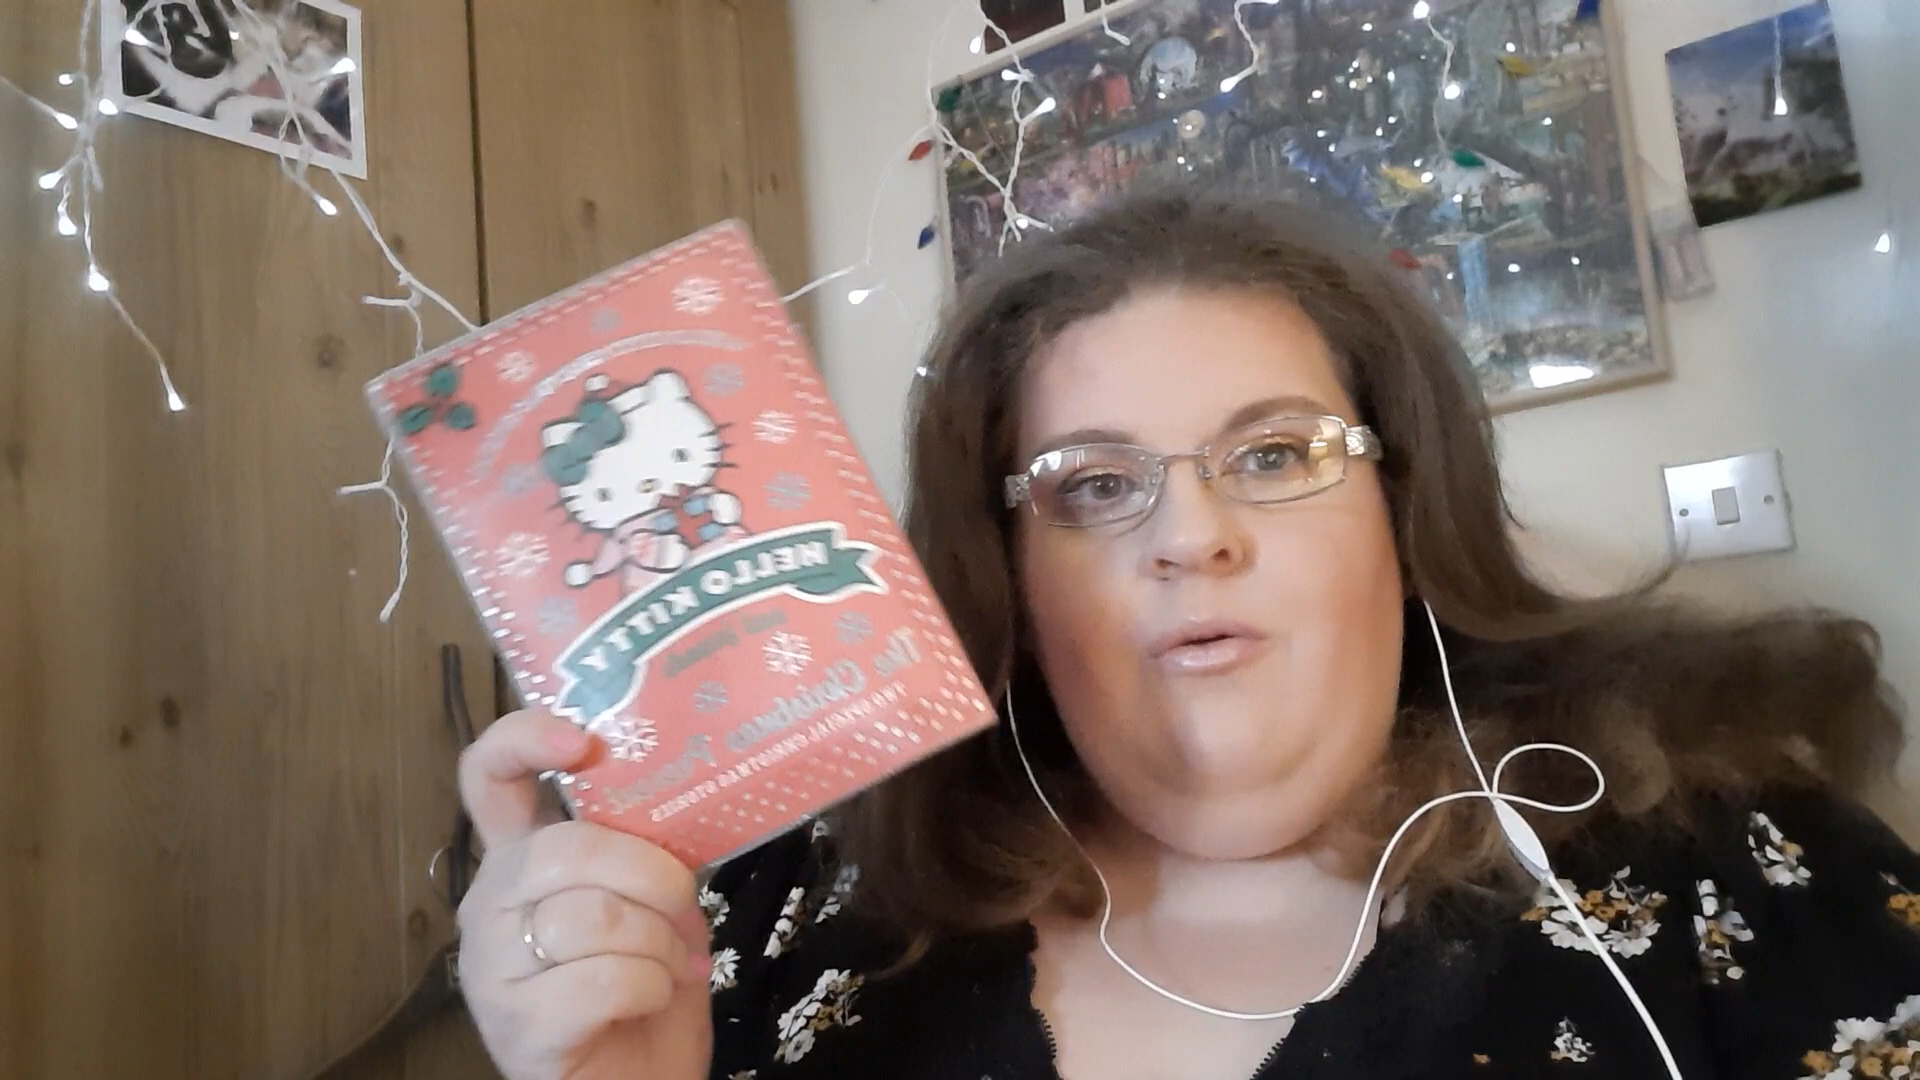 HELLO KITTY
and friends
The Christmas Present
TWO SPECIAL CHRISTMAS STORIES